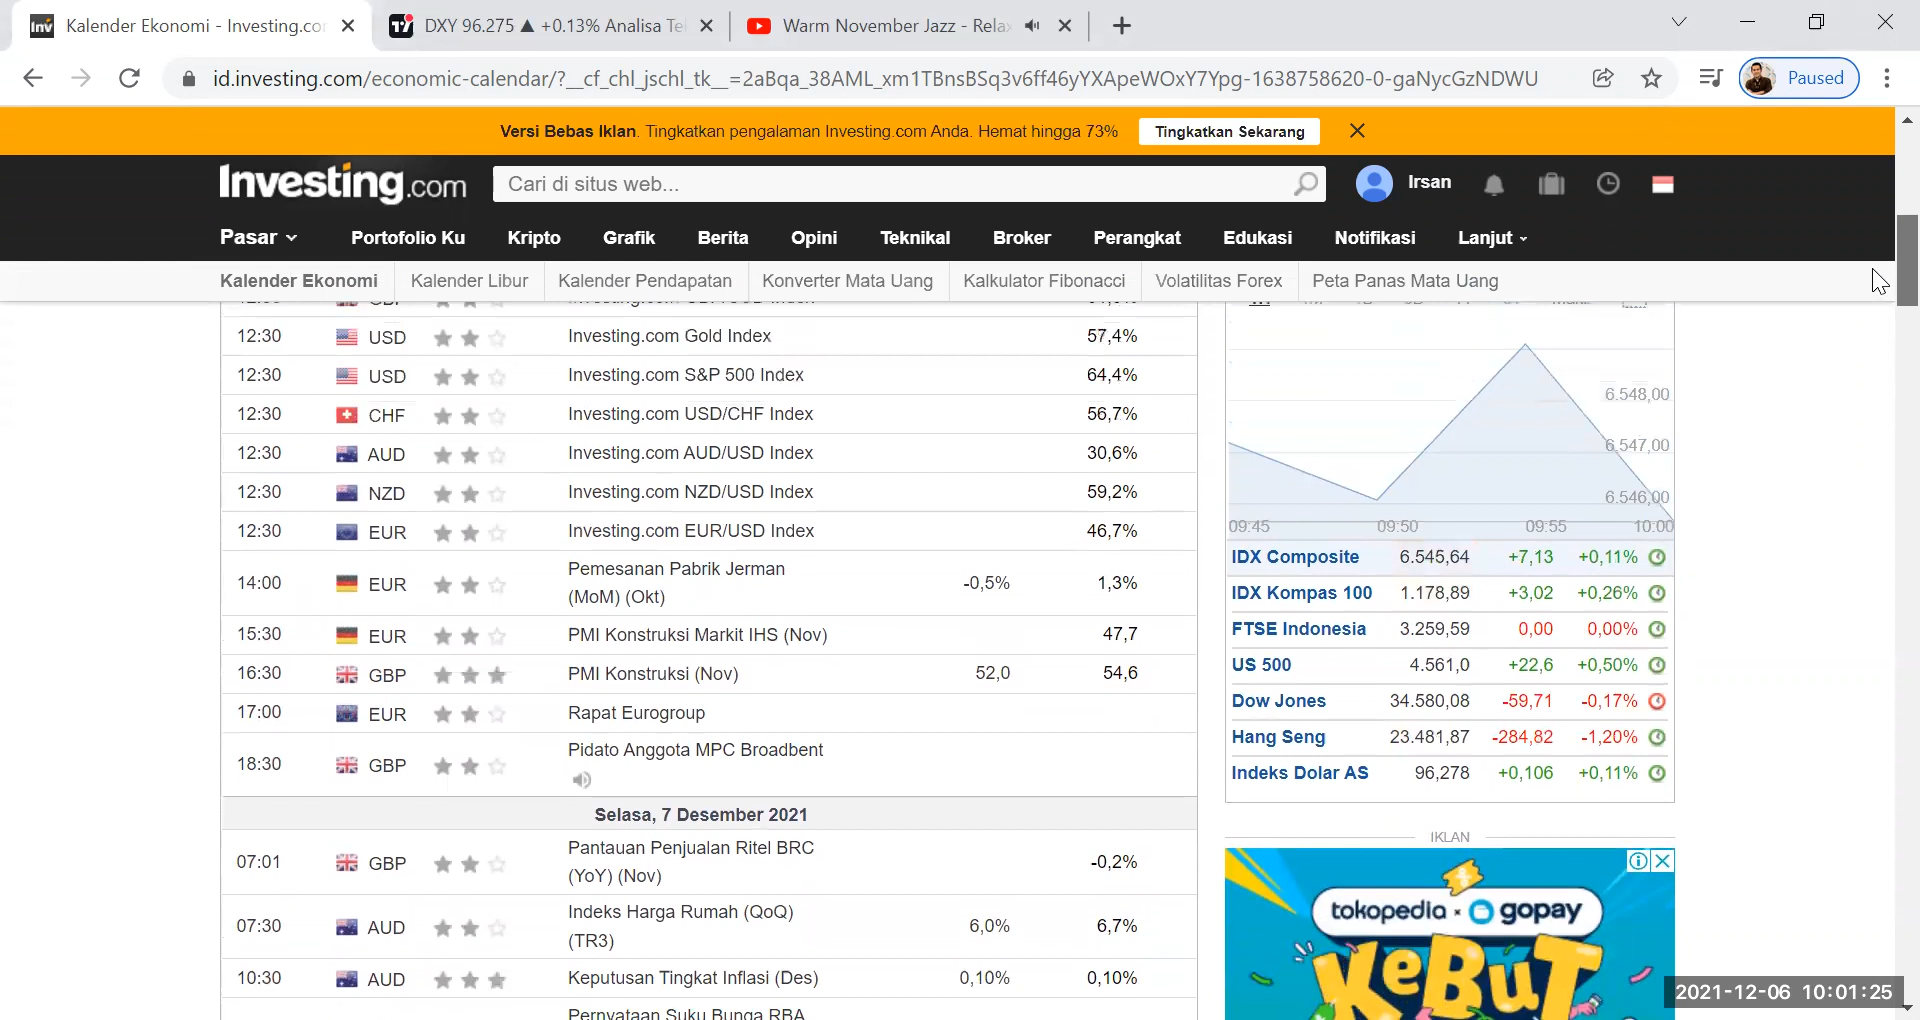 Kalender Ekonomi - Investing.co
DXY 96.275 ▲ +0.13% Analisa Te
Warm November Jazz - Rela
id.investing.com/economic-calendar/?__cf_chl_jschl_tk__=2aBqa_38AML_xm1TBnsBSq3v6ff46yYXApeWOxY7Ypg-1638758620-0-gaNycGzNDWU
Paused
Versi Bebas Iklan. Tingkatkan pengalaman Investing.com Anda. Hemat hingga 73%
Tingkatkan Sekarang
Investing.com
Cari di situs web...
Irsan
Pasar Portofolio Ku Kripto Grafik Berita Opini Teknikal Broker Perangkat Edukasi Notifikasi Lanjut
Kalender Ekonomi Kalender Libur Kalender Pendapatan Konverter Mata Uang Kalkulator Fibonacci Volatilitas Forex Peta Panas Mata Uang
12:30 USD Investing.com Gold Index 57,4%
12:30 USD Investing.com S&P 500 Index 64,4%
12:30 CHF Investing.com USD/CHF Index 56,7%
12:30 AUD Investing.com AUD/USD Index 30,6%
12:30 NZD Investing.com NZD/USD Index 59,2%
12:30 EUR Investing.com EUR/USD Index 46,7%
14:00 EUR Pemesanan Pabrik Jerman
(MoM) (Okt) -0,5% 1,3%
15:30 EUR PMI Konstruksi Markit IHS (Nov) 47,7
16:30 GBP PMI Konstruksi (Nov) 52,0 54,6
17:00 EUR Rapat Eurogroup
18:30 GBP Pidato Anggota MPC Broadbent
Selasa, 7 Desember 2021
07:01 GBP Pantauan Penjualan Ritel BRC
(YoY) (Nov) -0,2%
07:30 AUD Indeks Harga Rumah (QoQ)
(TR3) 6,0% 6,7%
10:30 AUD Keputusan Tingkat Inflasi (Des) 0,10% 0,10%
Pernyataan Suku Bunga RBA
6.548,00
6.547,00
6.546,00
09:45 09:50 09:55 10:00
IDX Composite 6.545,64 +7,13 +0,11%
IDX Kompas 100 1.178,89 +3,02 +0,26%
FTSE Indonesia 3.259,59 0,00 0,00%
US 500 4.561,0 +22,6 +0,50%
Dow Jones 34.580,08 -59,71 -0,17%
Hang Seng 23.481,87 -284,82 -1,20%
Indeks Dolar AS 96,278 +0,106 +0,11%
IKLAN
tokopedia x gopay
KeBUT
2021-12-06 10:01:25